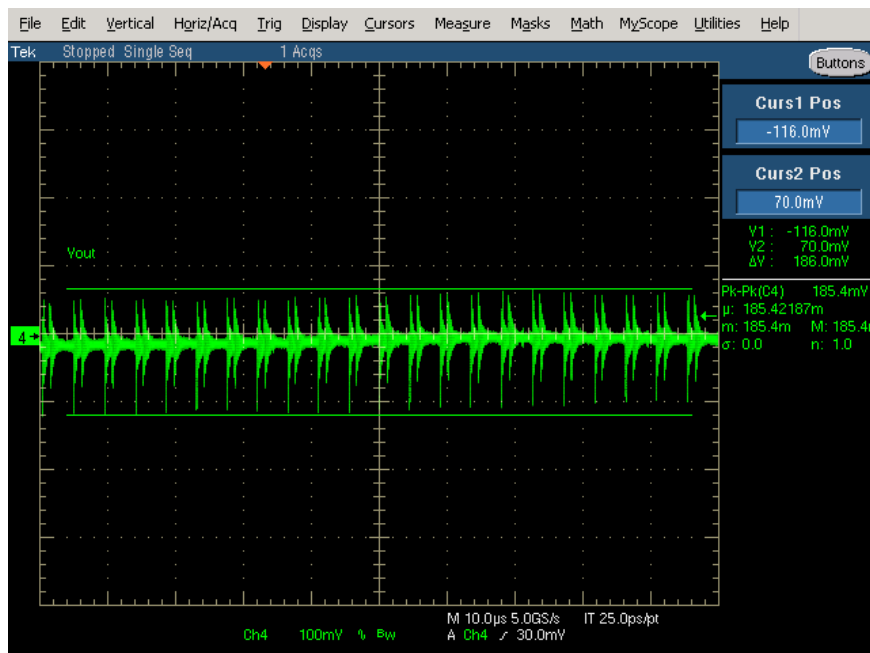 File Edit Vertical Horiz/Acq Trig Display Cursors Measure Masks Math MyScope Utilities Help
Tek Stopped Single Seq 1 Acqs
Buttons
Curs1 Pos
-116.0mV
Curs2 Pos
70.0mV
V1 : -116.0mV
V2 : 70.0mV
ΔV : 186.0mV
Vout
Pk-Pk(C4) 185.4mV
µ: 185.42187m
m: 185.4m M: 185.4
σ: 0.0 n: 1.0
4
M 10.0µs 5.0GS/s IT 25.0ps/pt
Ch4 100mV ∿ Bw A Ch4 ∕ 30.0mV